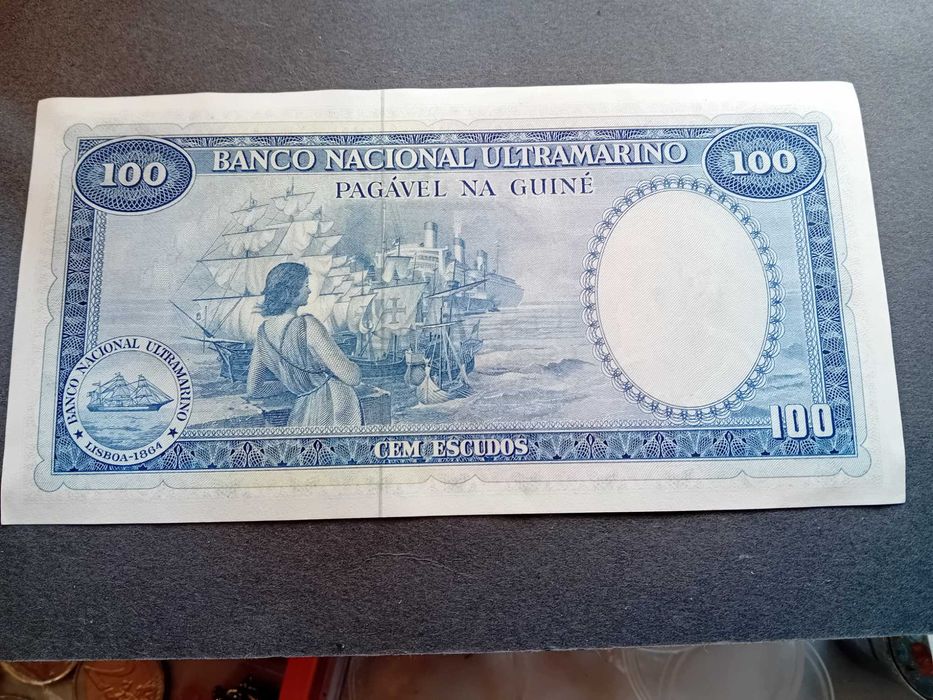 100 BANCO NACIONAL ULTRAMARINO 100
PAGÁVEL NA GUINÉ
BANCO NACIONAL ULTRAMARINO
LISBOA-1864
CEM ESCUDOS
100